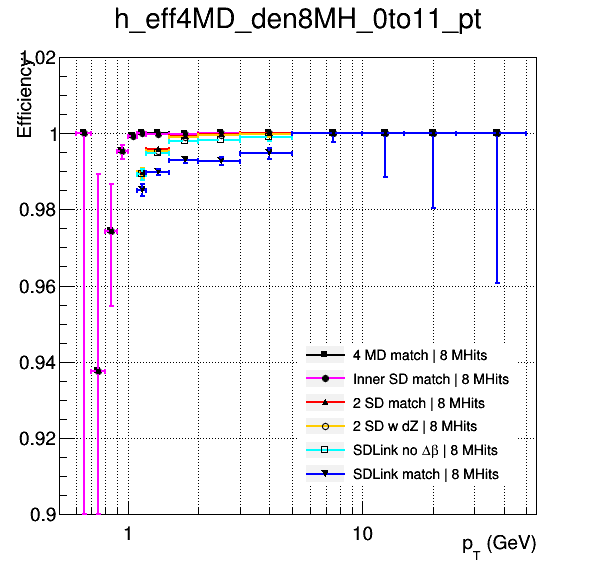 h_eff4MD_den8MH_0to11_pt
Efficiency
1.02
1
0.98
0.96
0.94
0.92
0.9
4 MD match | 8 MHits
Inner SD match | 8 MHits
2 SD match | 8 MHits
2 SD w dZ | 8 MHits
SDLink no Δβ | 8 MHits
SDLink match | 8 MHits
1
10
p_T (GeV)